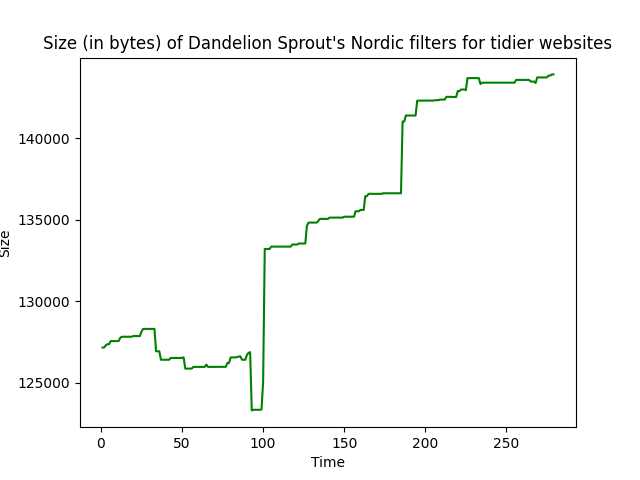 Size (in bytes) of Dandelion Sprout's Nordic filters for tidier websites
140000
135000
130000
125000
Size
0 50 100 150 200 250
Time